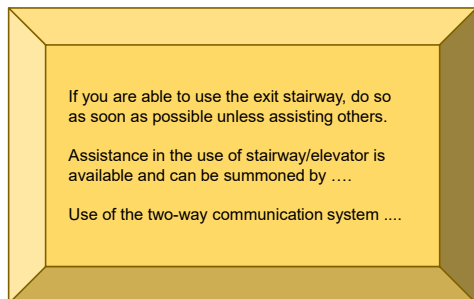 If you are able to use the exit stairway, do so
as soon as possible unless assisting others.
Assistance in the use of stairway/elevator is
available and can be summoned by ….
Use of the two-way communication system ....